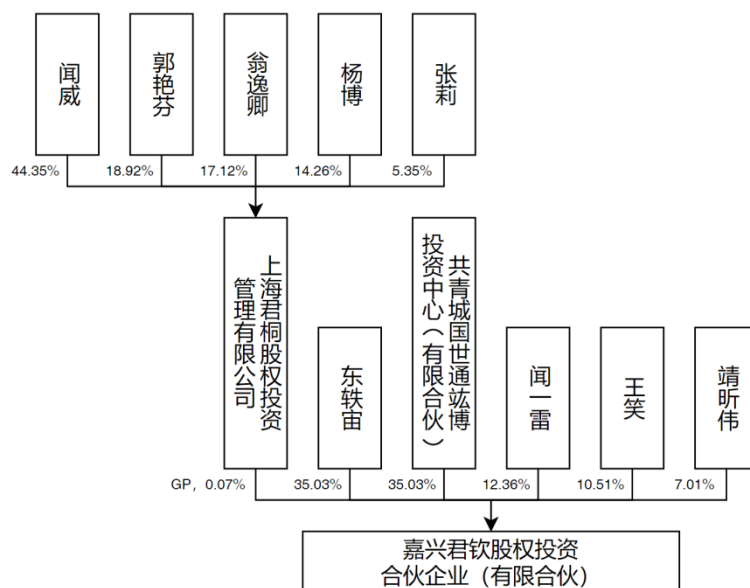 闻威
郭艳芬
翁逸卿
杨博
张莉
44.35%
18.92%
17.12%
14.26%
5.35%
上海君桐股权投资
管理有限公司
东轶宙
共青城国世通竑博
投资中心（有限合伙）
闻一雷
王笑
靖昕伟
GP，0.07%
35.03%
35.03%
12.36%
10.51%
7.01%
嘉兴君钦股权投资
合伙企业（有限合伙）